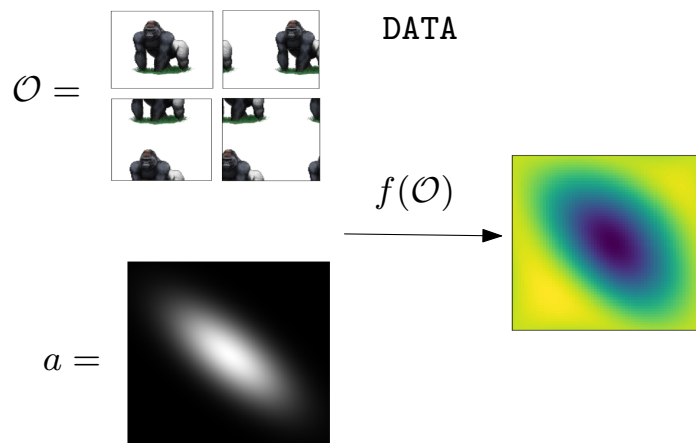 DATA
𝒪 =
f(𝒪)
a =